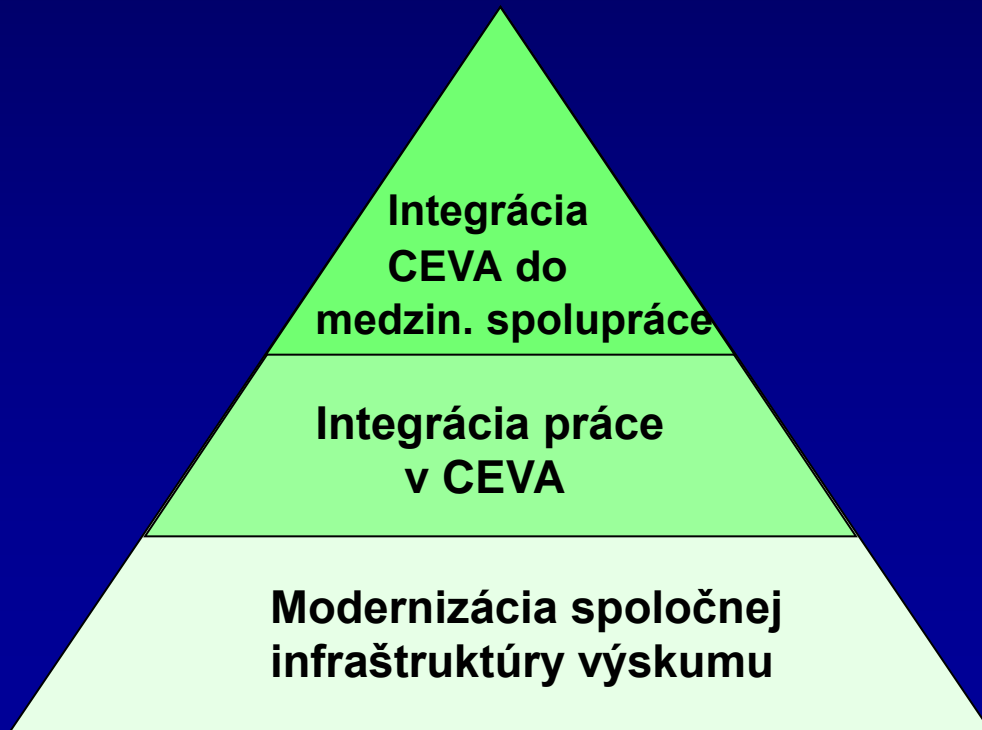 Integrácia
CEVA do
medzin. spolupráce
Integrácia práce
v CEVA
Modernizácia spoločnej
infraštruktúry výskumu